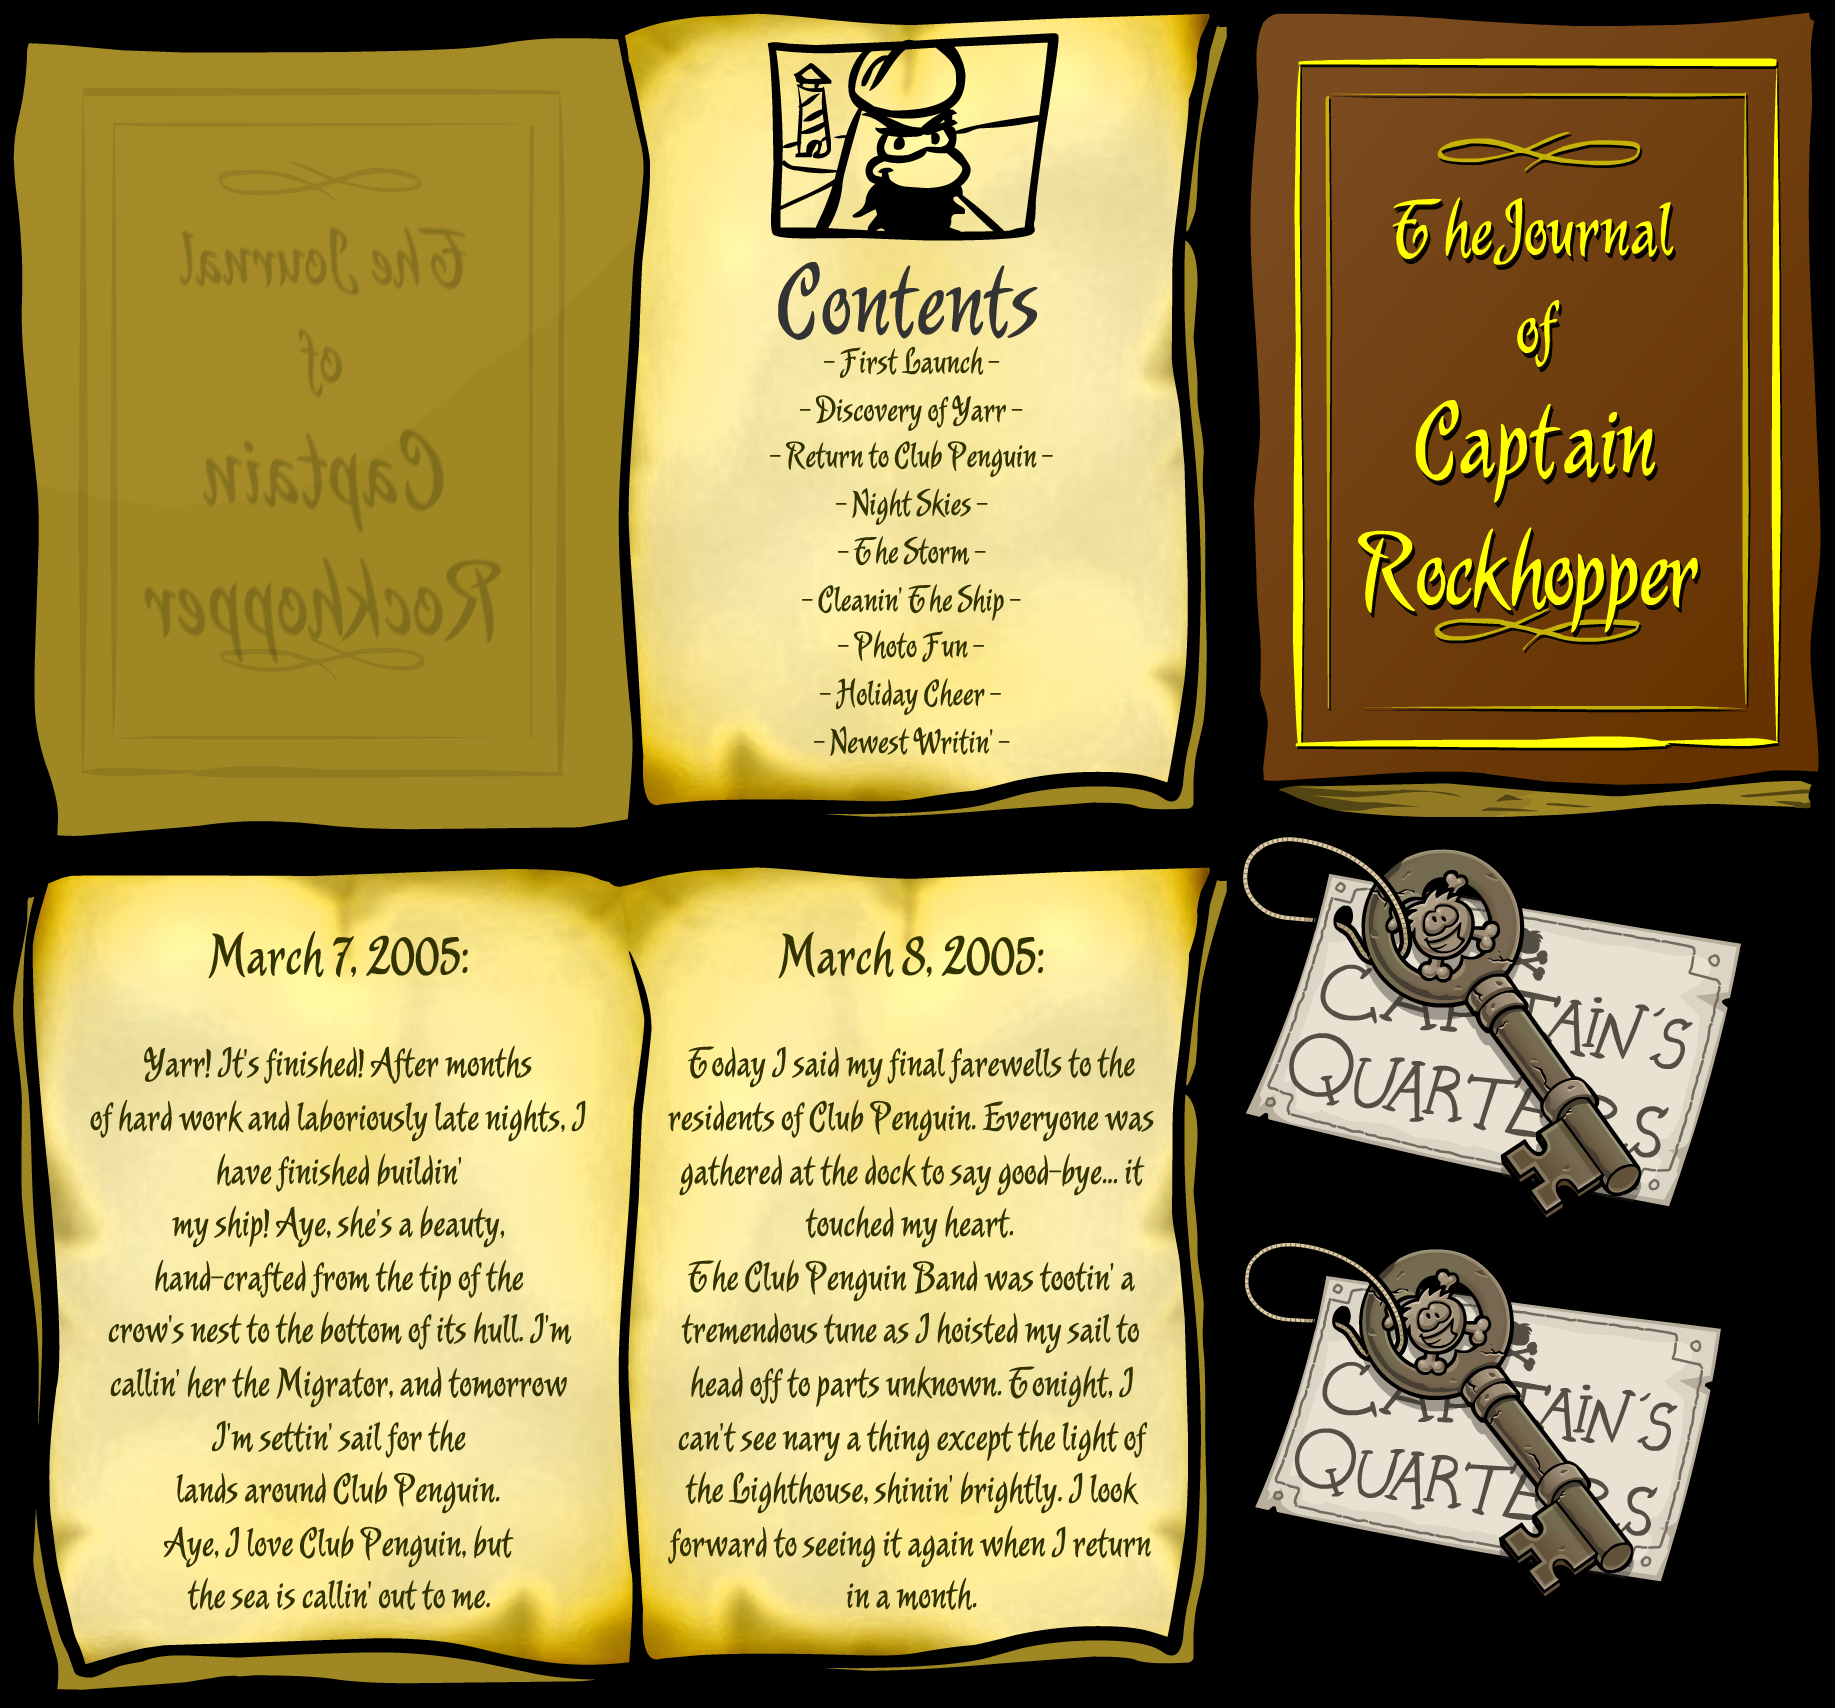 The Journal
of
Captain
Rockhopper
Contents
- First Launch -
- Discovery of Yarr -
- Return to Club Penguin -
- Night Skies -
- The Storm -
- Cleanin' The Ship -
- Photo Fun -
- Holiday Cheer -
- Newest Writin' -
The Journal
of
Captain
Rockhopper
March 7, 2005:
Yarr! It's finished! After months
of hard work and laboriously late nights, I
have finished buildin'
my ship! Aye, she's a beauty,
hand-crafted from the tip of the
crow's nest to the bottom of its hull. I'm
callin' her the Migrator, and tomorrow
I'm settin' sail for the
lands around Club Penguin.
Aye, I love Club Penguin, but
the sea is callin' out to me.
March 8, 2005:
Today I said my final farewells to the
residents of Club Penguin. Everyone was
gathered at the dock to say good-bye... it
touched my heart.
The Club Penguin Band was tootin' a
tremendous tune as I hoisted my sail to
head off to parts unknown. Tonight, I
can't see nary a thing except the light of
the Lighthouse, shinin' brightly. I look
forward to seeing it again when I return
in a month.
CAPTAIN'S
QUARTERS
CAPTAIN'S
QUARTERS